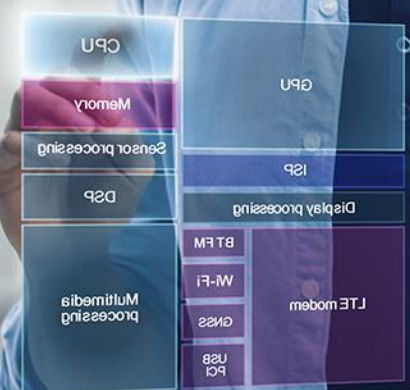 CPU
GPU
Memory
Sensor processing
ISP
DSP
Display processing
BT FM
Wi-Fi
GNSS
USB
PCI
LTE modem
Multimedia
processing